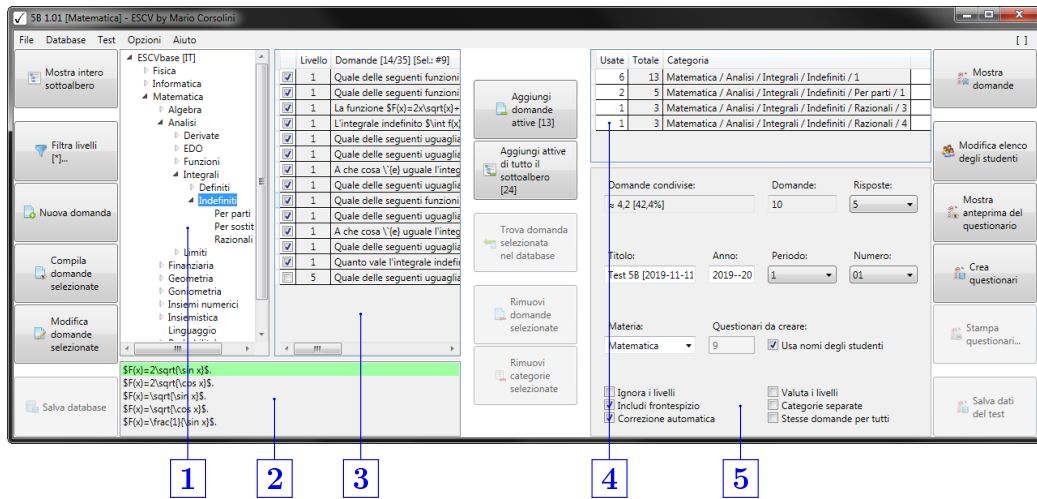 5B 1.01 [Matematica] - ESCV by Mario Corsolini
File Database Test Opzioni Aiuto [ ]
Mostra intero
sottoalbero
Filtra livelli
[*]...
Nuova domanda
Compila
domande
selezionate
Modifica
domande
selezionate
Salva database
ESCVbase [IT]
Fisica
Informatica
Matematica
Algebra
Analisi
Derivate
EDO
Funzioni
Integrali
Definiti
Indefiniti
Per parti
Per sostit
Razionali
Limiti
Finanziaria
Geometria
Goniometria
Insiemi numerici
Insiemistica
Linguaggio
Livello Domande [14/35] [Sel.: #9]
1 Quale delle seguenti funzioni
1 Quale delle seguenti funzioni
1 La funzione $F(x)=2x\sqrt{x}+
1 L'integrale indefinito $\int f(x)
1 Quale delle seguenti uguaglia
1 Quale delle seguenti uguaglia
1 A che cosa \`{e} uguale l'integ
1 Quale delle seguenti uguaglia
1 Quale delle seguenti funzioni
1 Quale delle seguenti uguaglia
1 A che cosa \`{e} uguale l'integ
1 Quale delle seguenti uguaglia
1 Quanto vale l'integrale indefin
5 Quale delle seguenti uguaglia
$F(x)=2\sqrt{\sin x}$.
$F(x)=2\sqrt{\cos x}$.
$F(x)=\sqrt{\sin x}$.
$F(x)=\sqrt{\cos x}$.
$F(x)=\frac{1}{\sin x}$.
Aggiungi
domande
attive [13]
Aggiungi attive
di tutto il
sottoalbero
[24]
Trova domanda
selezionata
nel database
Rimuovi
domande
selezionate
Rimuovi
categorie
selezionate
Usate Totale Categoria
6 13 Matematica / Analisi / Integrali / Indefiniti / 1
2 5 Matematica / Analisi / Integrali / Indefiniti / Per parti / 1
1 3 Matematica / Analisi / Integrali / Indefiniti / Razionali / 3
1 3 Matematica / Analisi / Integrali / Indefiniti / Razionali / 4
Domande condivise: Domande: Risposte:
≈ 4,2 [42,4%] 10 5
Titolo: Anno: Periodo: Numero:
Test 5B [2019-11-11 2019--20 1 01
Materia: Questionari da creare:
Matematica 9 Usa nomi degli studenti
Ignora i livelli Valuta i livelli
Includi frontespizio Categorie separate
Correzione automatica Stesse domande per tutti
Mostra
domande
Modifica elenco
degli studenti
Mostra
anteprima del
questionario
Crea
questionari
Stampa
questionari...
Salva dati
del test
1 2 3 4 5